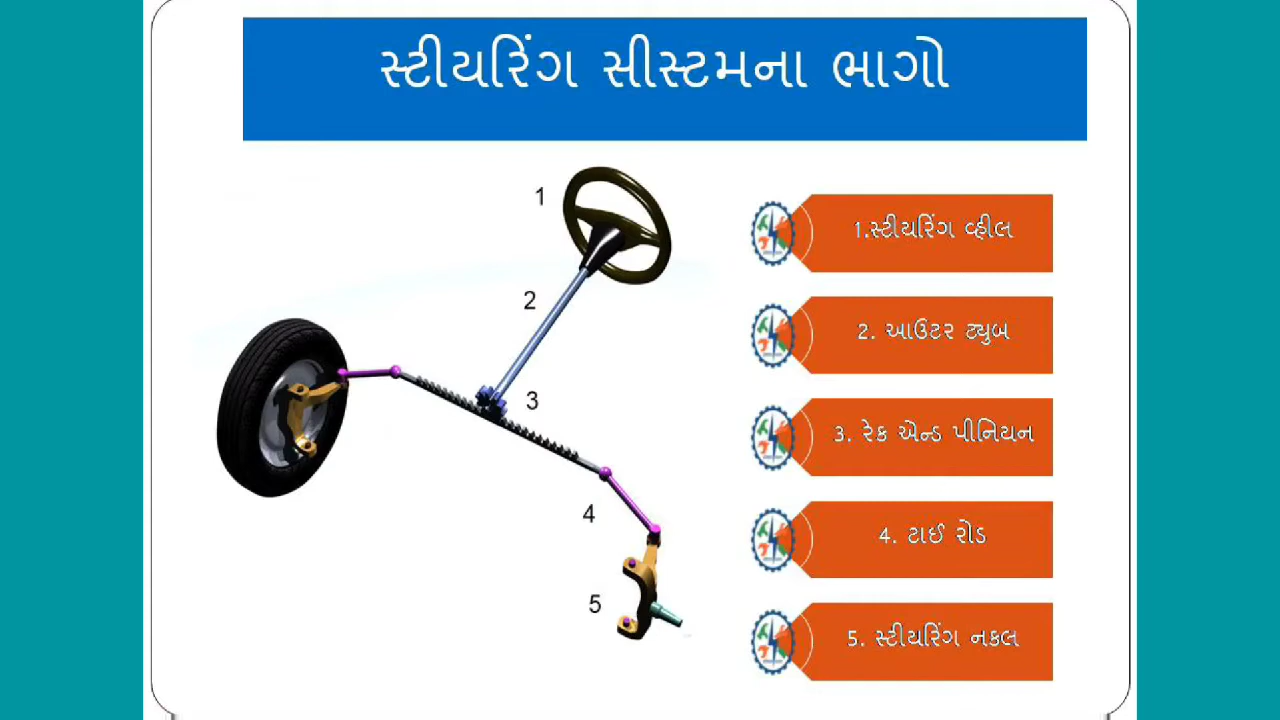 સ્ટીયરિંગ સીસ્ટમના ભાગો
1
2
3
4
5
1.સ્ટીયરિંગ વ્હીલ
2. આઉટર ટ્યુબ
3. રેક એન્ડ પીનિયન
4. ટાઈ રોડ
5. સ્ટીયરિંગ નકલ